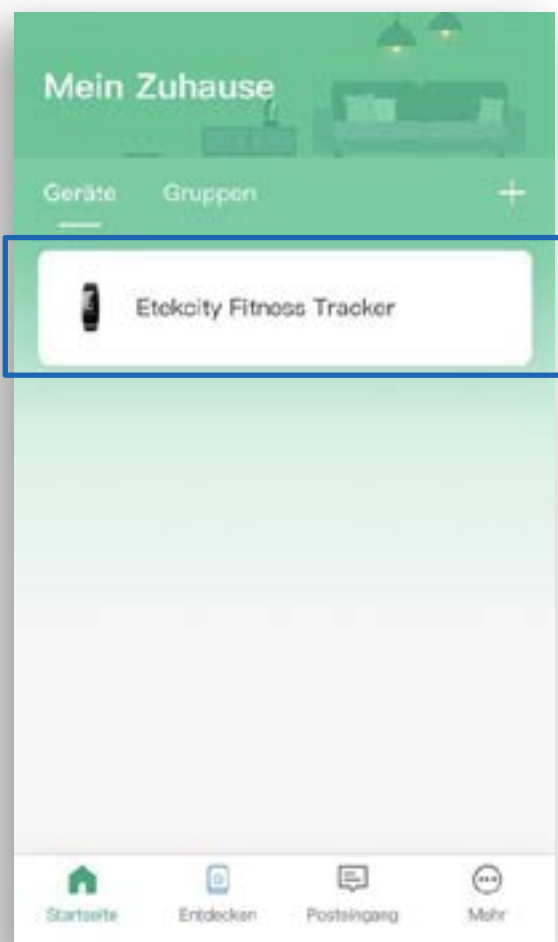 Mein Zuhause
Geräte Gruppen
Etekcity Fitness Tracker
Startseite Entdecken Posteingang Mehr